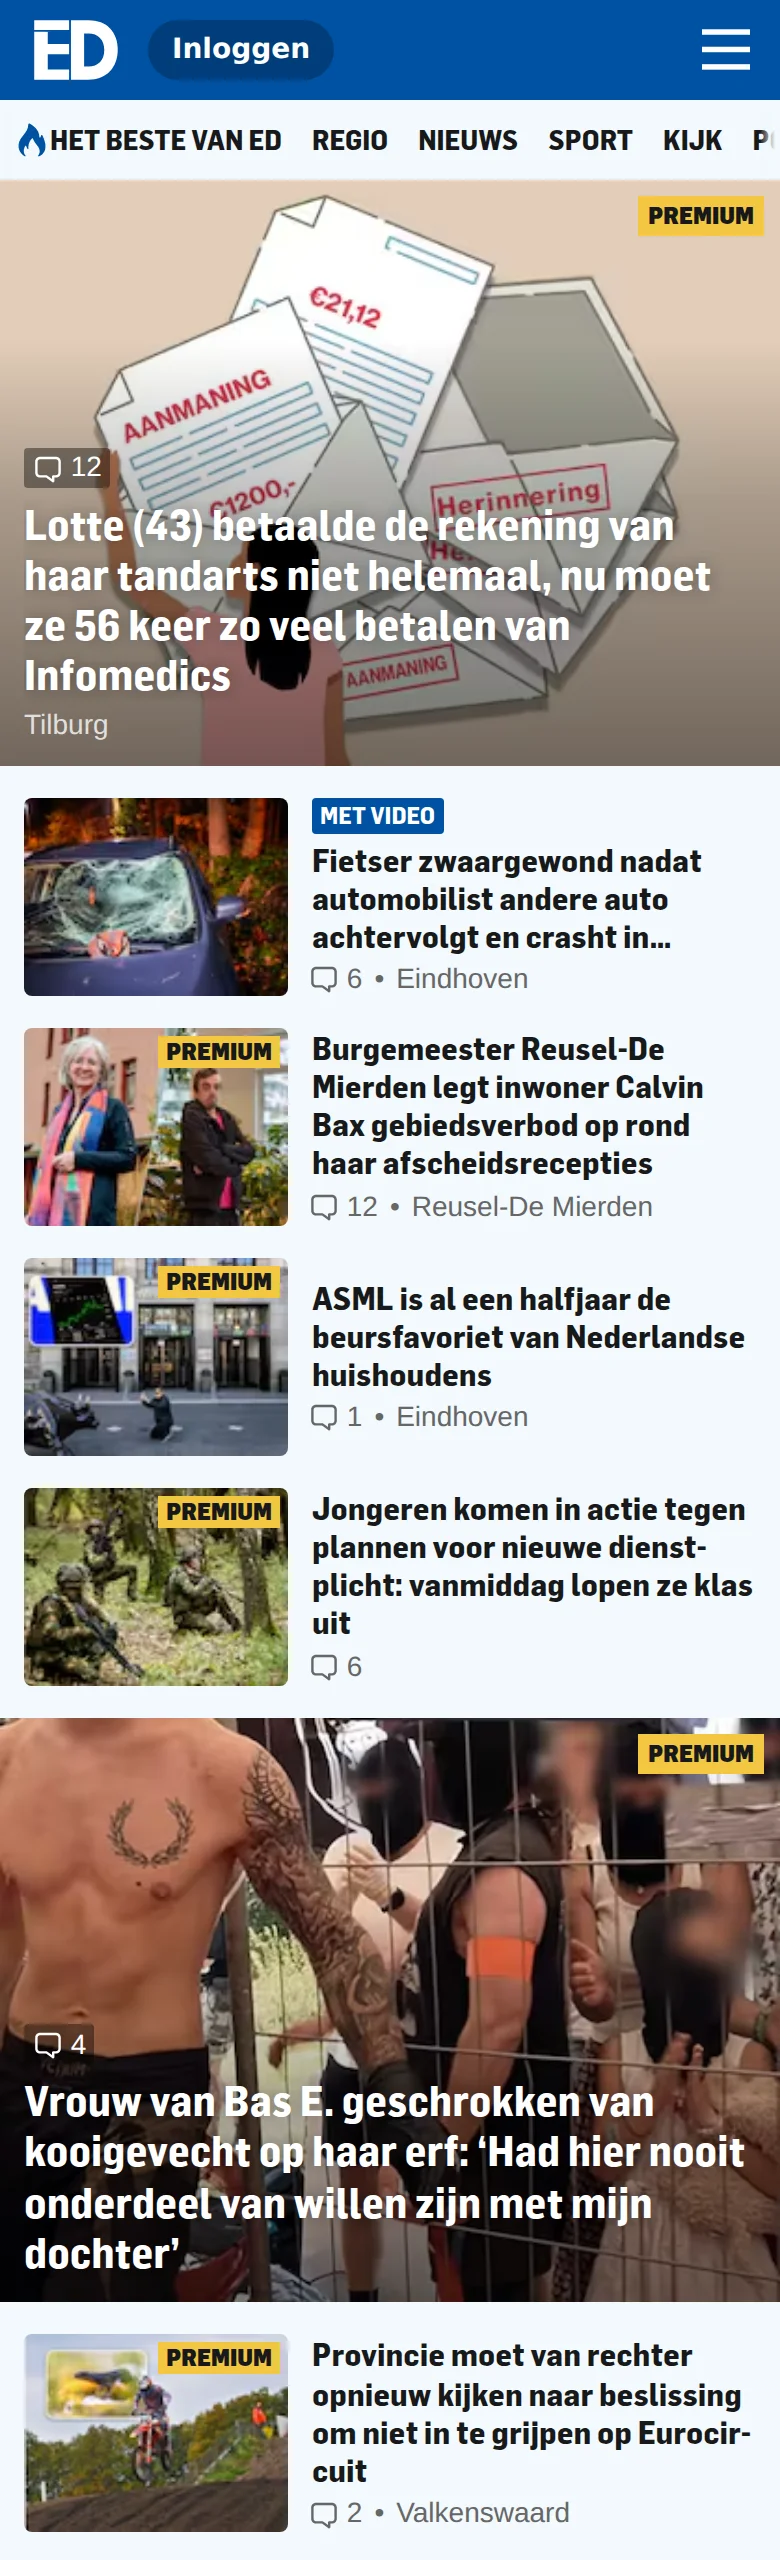 ED
Inloggen
HET BESTE VAN ED REGIO NIEUWS SPORT KIJK
PREMIUM
€21,12
AANMANING
€1200,-
Herinnering
AANMANING
12
Lotte (43) betaalde de rekening van
haar tandarts niet helemaal, nu moet
ze 56 keer zo veel betalen van
Infomedics
Tilburg
MET VIDEO
Fietser zwaargewond nadat
automobilist andere auto
achtervolgt en crasht in...
6 • Eindhoven
PREMIUM
Burgemeester Reusel-De
Mierden legt inwoner Calvin
Bax gebiedsverbod op rond
haar afscheidsrecepties
12 • Reusel-De Mierden
PREMIUM
ASML is al een halfjaar de
beursfavoriet van Nederlandse
huishoudens
1 • Eindhoven
PREMIUM
Jongeren komen in actie tegen
plannen voor nieuwe dienst-
plicht: vanmiddag lopen ze klas
uit
6
PREMIUM
4
Vrouw van Bas E. geschrokken van
kooigevecht op haar erf: ‘Had hier nooit
onderdeel van willen zijn met mijn
dochter’
PREMIUM
Provincie moet van rechter
opnieuw kijken naar beslissing
om niet in te grijpen op Eurocir-
cuit
2 • Valkenswaard